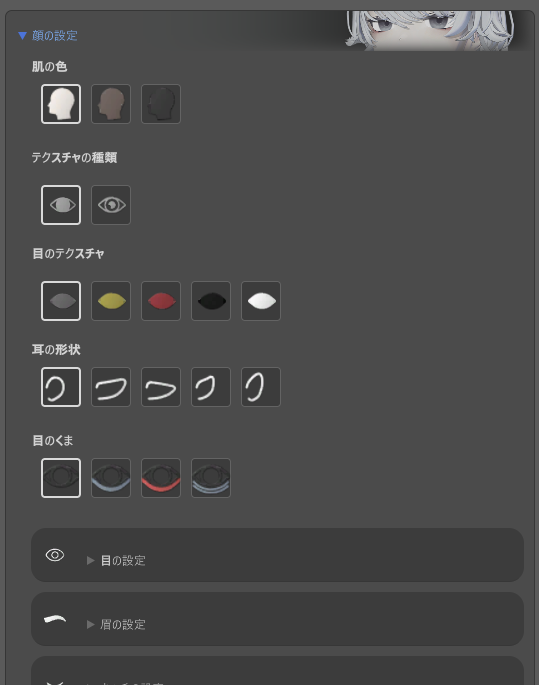 顔の設定
肌の色
テクスチャの種類
目のテクスチャ
耳の形状
目のくま
目の設定
眉の設定